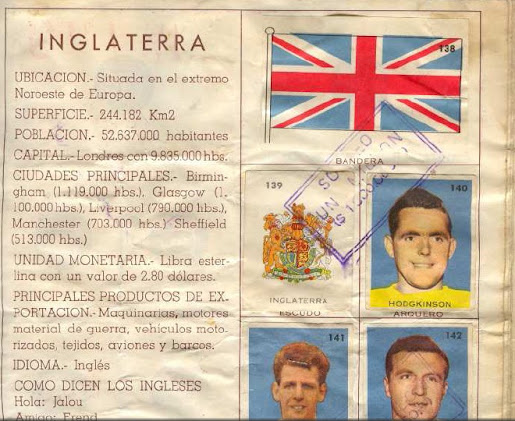 INGLATERRA
UBICACION.- Situada en el extremo
Noroeste de Europa.
SUPERFICIE.- 244.182 Km2
POBLACION.- 52.637.000 habitantes
CAPITAL.- Londres con 9.835.000 hbs.
CIUDADES PRINCIPALES.- Birmin-
gham (1.119.000 hbs.), Glasgow (1.
100.000 hbs.), Liverpool (790.000 hbs.),
Manchester (703.000 hbs.) Sheffield
(513.000 hbs.)
UNIDAD MONETARIA.- Libra ester-
lina con un valor de 2.80 dólares.
PRINCIPALES PRODUCTOS DE EX-
PORTACION.- Maquinarias, motores
material de guerra, vehículos moto-
rizados, tejidos, aviones y barcos.
IDIOMA.- Inglés
COMO DICEN LOS INGLESES
Hola: Jalou
Amigo: Frend
138
BANDERA
UN
139
INGLATERRA
ESCUDO
140
HODGKINSON
ARQUERO
141
142